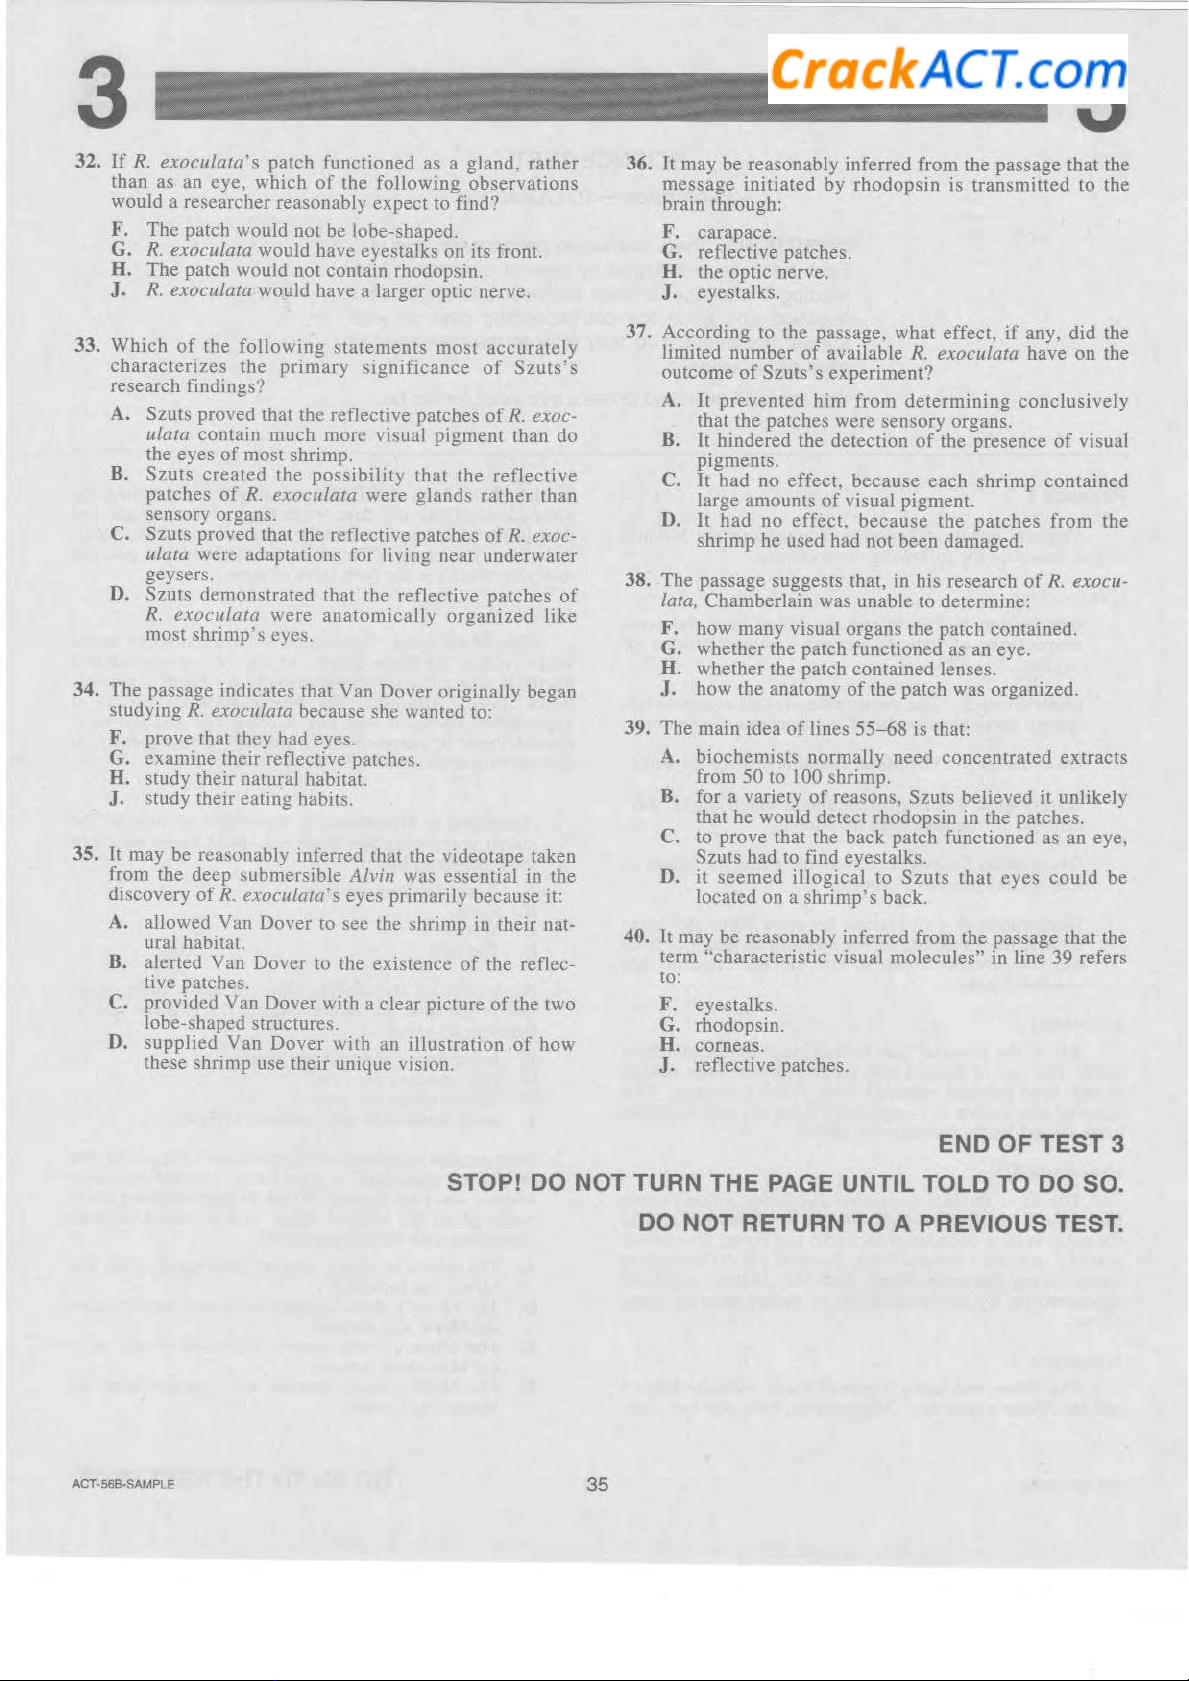 3
CrackACT.com
32. If R. exoculata's patch functioned as a gland, rather
than as an eye, which of the following observations
would a researcher reasonably expect to find?
F. The patch would not be lobe-shaped.
G. R. exoculata would have eyestalks on its front.
H. The patch would not contain rhodopsin.
J. R. exoculata would have a larger optic nerve.
33. Which of the following statements most accurately
characterizes the primary significance of Szuts's
research findings?
A. Szuts proved that the reflective patches of R. exoc-
ulata contain much more visual pigment than do
the eyes of most shrimp.
B. Szuts created the possibility that the reflective
patches of R. exoculata were glands rather than
sensory organs.
C. Szuts proved that the reflective patches of R. exoc-
ulata were adaptations for living near underwater
geysers.
D. Szuts demonstrated that the reflective patches of
R. exoculata were anatomically organized like
most shrimp's eyes.
34. The passage indicates that Van Dover originally began
studying R. exoculata because she wanted to:
F. prove that they had eyes.
G. examine their reflective patches.
H. study their natural habitat.
J. study their eating habits.
35. It may be reasonably inferred that the videotape taken
from the deep submersible Alvin was essential in the
discovery of R. exoculata's eyes primarily because it:
A. allowed Van Dover to see the shrimp in their nat-
ural habitat.
B. alerted Van Dover to the existence of the reflec-
tive patches.
C. provided Van Dover with a clear picture of the two
lobe-shaped structures.
D. supplied Van Dover with an illustration of how
these shrimp use their unique vision.
36. It may be reasonably inferred from the passage that the
message initiated by rhodopsin is transmitted to the
brain through:
F. carapace.
G. reflective patches.
H. the optic nerve.
J. eyestalks.
37. According to the passage, what effect, if any, did the
limited number of available R. exoculata have on the
outcome of Szuts's experiment?
A. It prevented him from determining conclusively
that the patches were sensory organs.
B. It hindered the detection of the presence of visual
pigments.
C. It had no effect, because each shrimp contained
large amounts of visual pigment.
D. It had no effect, because the patches from the
shrimp he used had not been damaged.
38. The passage suggests that, in his research of R. exocu-
lata, Chamberlain was unable to determine:
F. how many visual organs the patch contained.
G. whether the patch functioned as an eye.
H. whether the patch contained lenses.
J. how the anatomy of the patch was organized.
39. The main idea of lines 55–68 is that:
A. biochemists normally need concentrated extracts
from 50 to 100 shrimp.
B. for a variety of reasons, Szuts believed it unlikely
that he would detect rhodopsin in the patches.
C. to prove that the back patch functioned as an eye,
Szuts had to find eyestalks.
D. it seemed illogical to Szuts that eyes could be
located on a shrimp's back.
40. It may be reasonably inferred from the passage that the
term “characteristic visual molecules” in line 39 refers
to:
F. eyestalks.
G. rhodopsin.
H. corneas.
J. reflective patches.
END OF TEST 3
STOP! DO NOT TURN THE PAGE UNTIL TOLD TO DO SO.
DO NOT RETURN TO A PREVIOUS TEST.
ACT-56B-SAMPLE
35